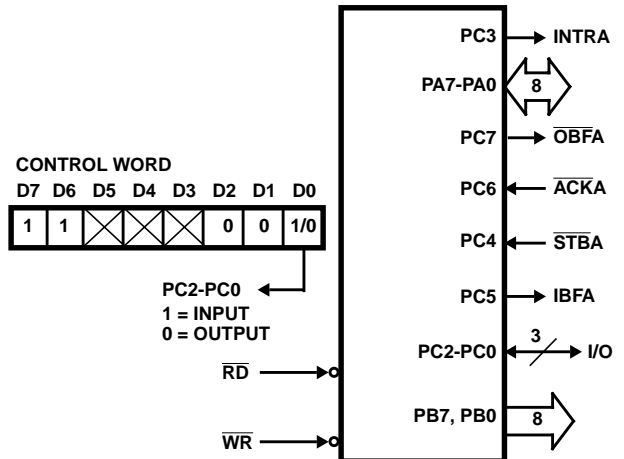 PC3 INTRA
PA7-PA0 8
PC7 OBFA
CONTROL WORD
D7 D6 D5 D4 D3 D2 D1 D0
1 1 0 0 1/0
PC6 ACKA
PC4 STBA
PC2-PC0
1 = INPUT
0 = OUTPUT
PC5 IBFA
PC2-PC0 3 I/O
RD
PB7, PB0 8
WR